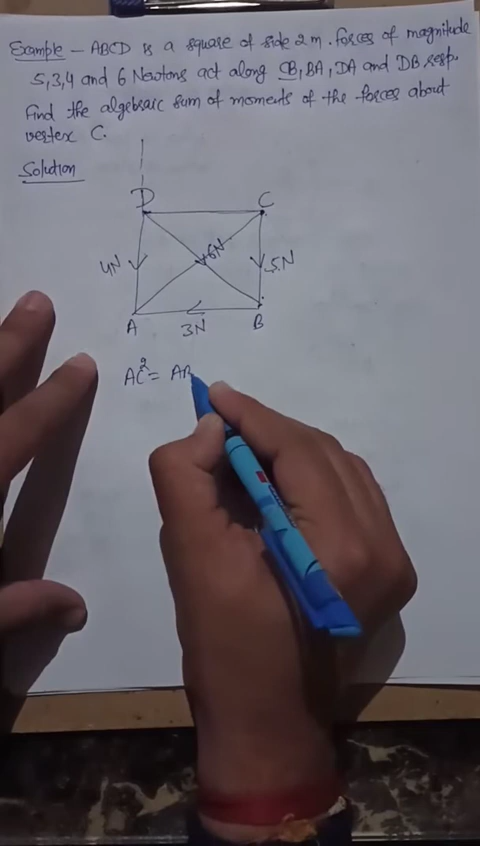 Example - ABCD is a square of side 2 m. forces of magnitude
5,3,4 and 6 Newtons act along CB, BA, DA and DB resp.
Find the algebraic sum of moments of the forces about
vertex C.
Solution
D C
6N
4N 5N
A 3N B
AC² = AB